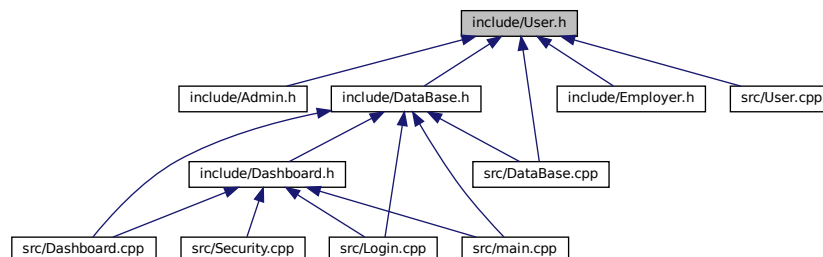 include/User.h
include/Admin.h
include/DataBase.h
include/Employer.h
src/User.cpp
include/Dashboard.h
src/DataBase.cpp
src/Dashboard.cpp
src/Security.cpp
src/Login.cpp
src/main.cpp